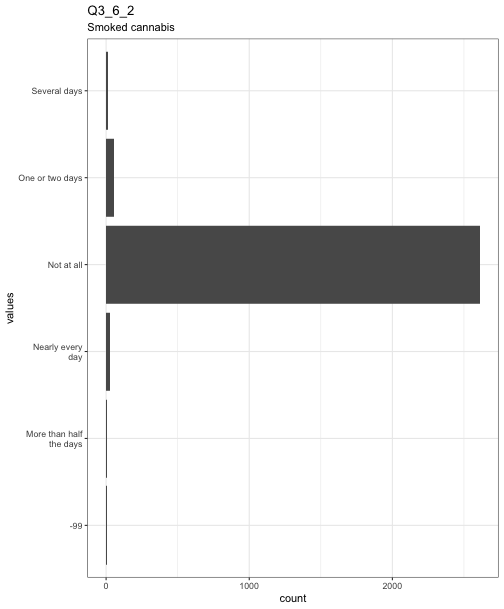 Q3_6_2
Smoked cannabis
Several days
One or two days
Not at all
Nearly every
day
More than half
the days
-99
values
0 1000 2000
count